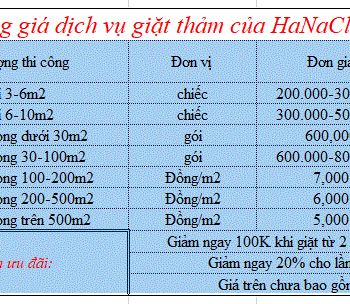 g giá dịch vụ giặt thảm của HaNaCl
ợng thi công Đơn vị Đơn gia
i 3-6m2 chiếc 200.000-30
i 6-10m2 chiếc 300.000-50
ong dưới 30m2 gói 600,00
ong 30-100m2 gói 600.000-80
ong 100-200m2 Đồng/m2 7,000
ong 200-500m2 Đồng/m2 6,000
ong trên 500m2 Đồng/m2 5,000
Giảm ngay 100K khi giặt từ 2
n ưu đãi: Giảm ngay 20% cho lần
Giá trên chưa bao gồm